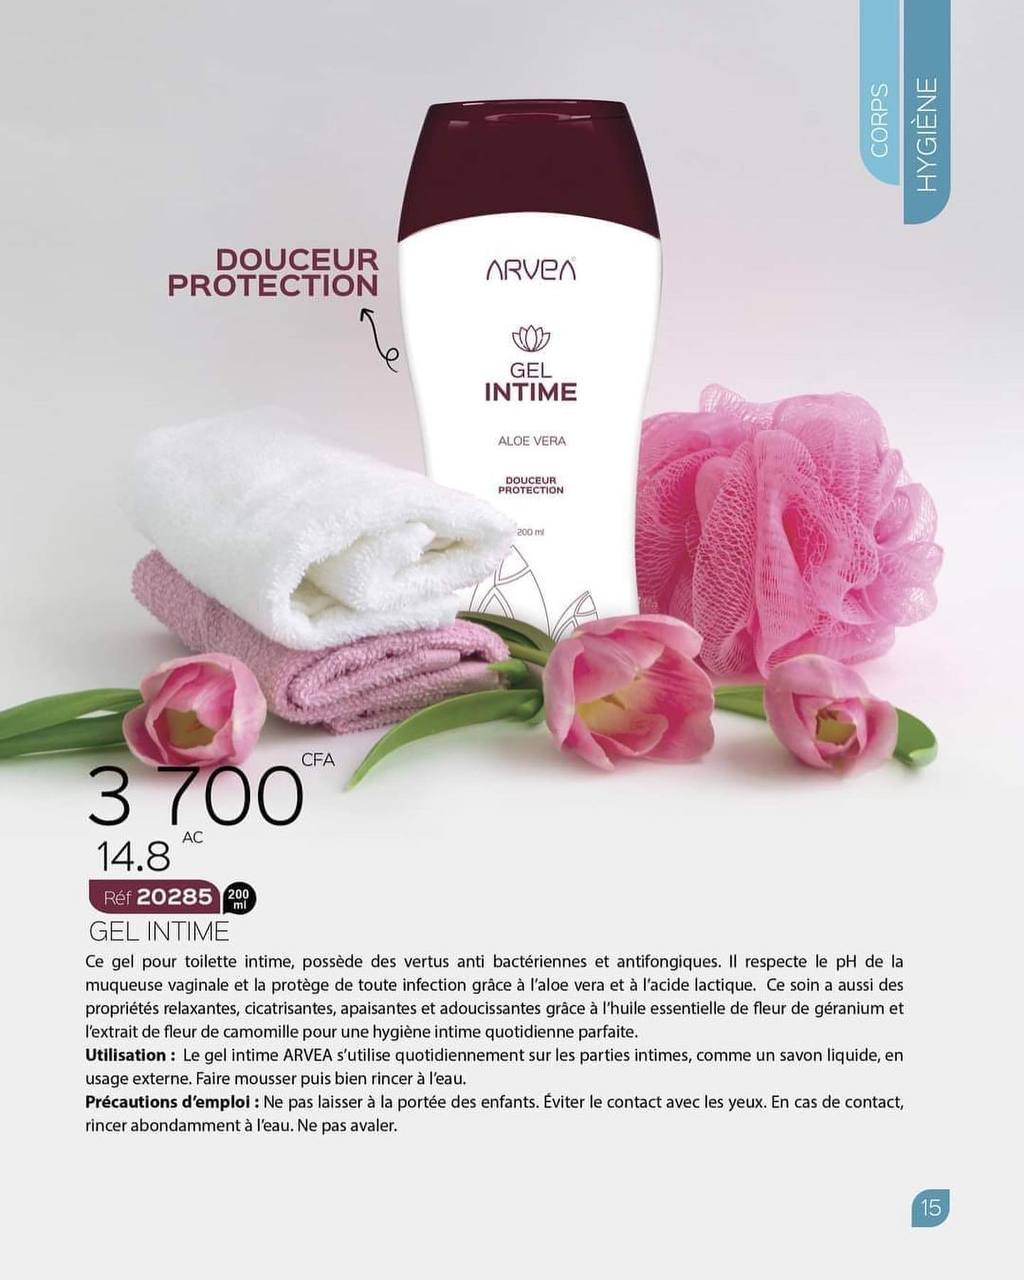 CORPS
HYGIÈNE
DOUCEUR
PROTECTION
ARVEA
GEL
INTIME
ALOE VERA
DOUCEUR
PROTECTION
200 ml
3 700 CFA
14.8 AC
Réf 20285 200 ml
GEL INTIME
Ce gel pour toilette intime, possède des vertus anti bactériennes et antifongiques. Il respecte le pH de la
muqueuse vaginale et la protège de toute infection grâce à l'aloe vera et à l'acide lactique. Ce soin a aussi des
propriétés relaxantes, cicatrisantes, apaisantes et adoucissantes grâce à l'huile essentielle de fleur de géranium et
l'extrait de fleur de camomille pour une hygiène intime quotidienne parfaite.
Utilisation : Le gel intime ARVEA s'utilise quotidiennement sur les parties intimes, comme un savon liquide, en
usage externe. Faire mousser puis bien rincer à l'eau.
Précautions d'emploi : Ne pas laisser à la portée des enfants. Éviter le contact avec les yeux. En cas de contact,
rincer abondamment à l'eau. Ne pas avaler.
15